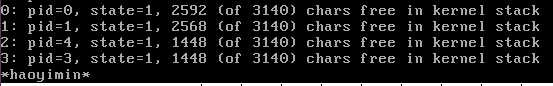 0: pid=0, state=1, 2592 (of 3140) chars free in kernel stack
1: pid=1, state=1, 2568 (of 3140) chars free in kernel stack
2: pid=4, state=1, 1448 (of 3140) chars free in kernel stack
3: pid=3, state=1, 1448 (of 3140) chars free in kernel stack
*haoyimin*